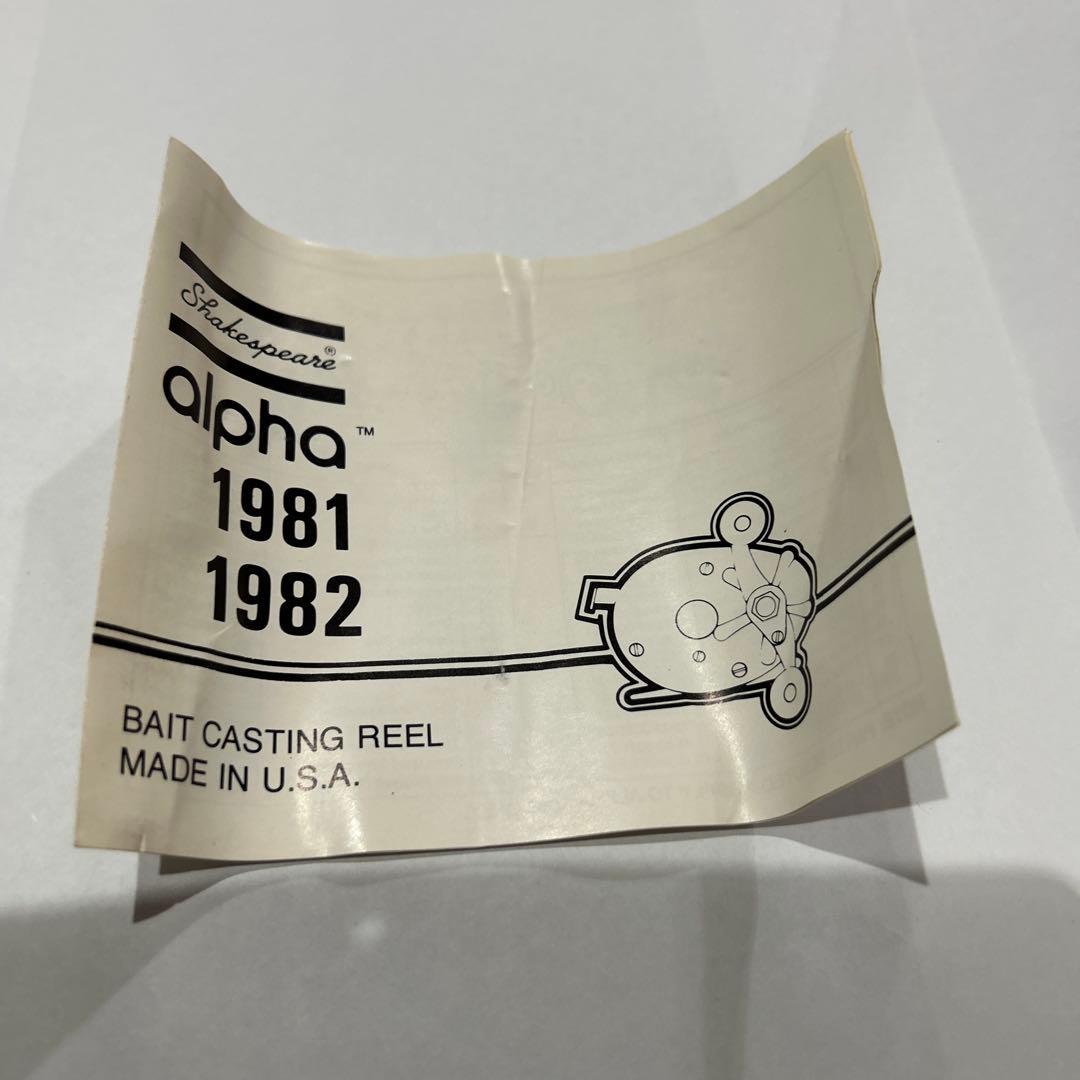 Shakespeare®
alpha™
1981
1982
BAIT CASTING REEL
MADE IN U.S.A.